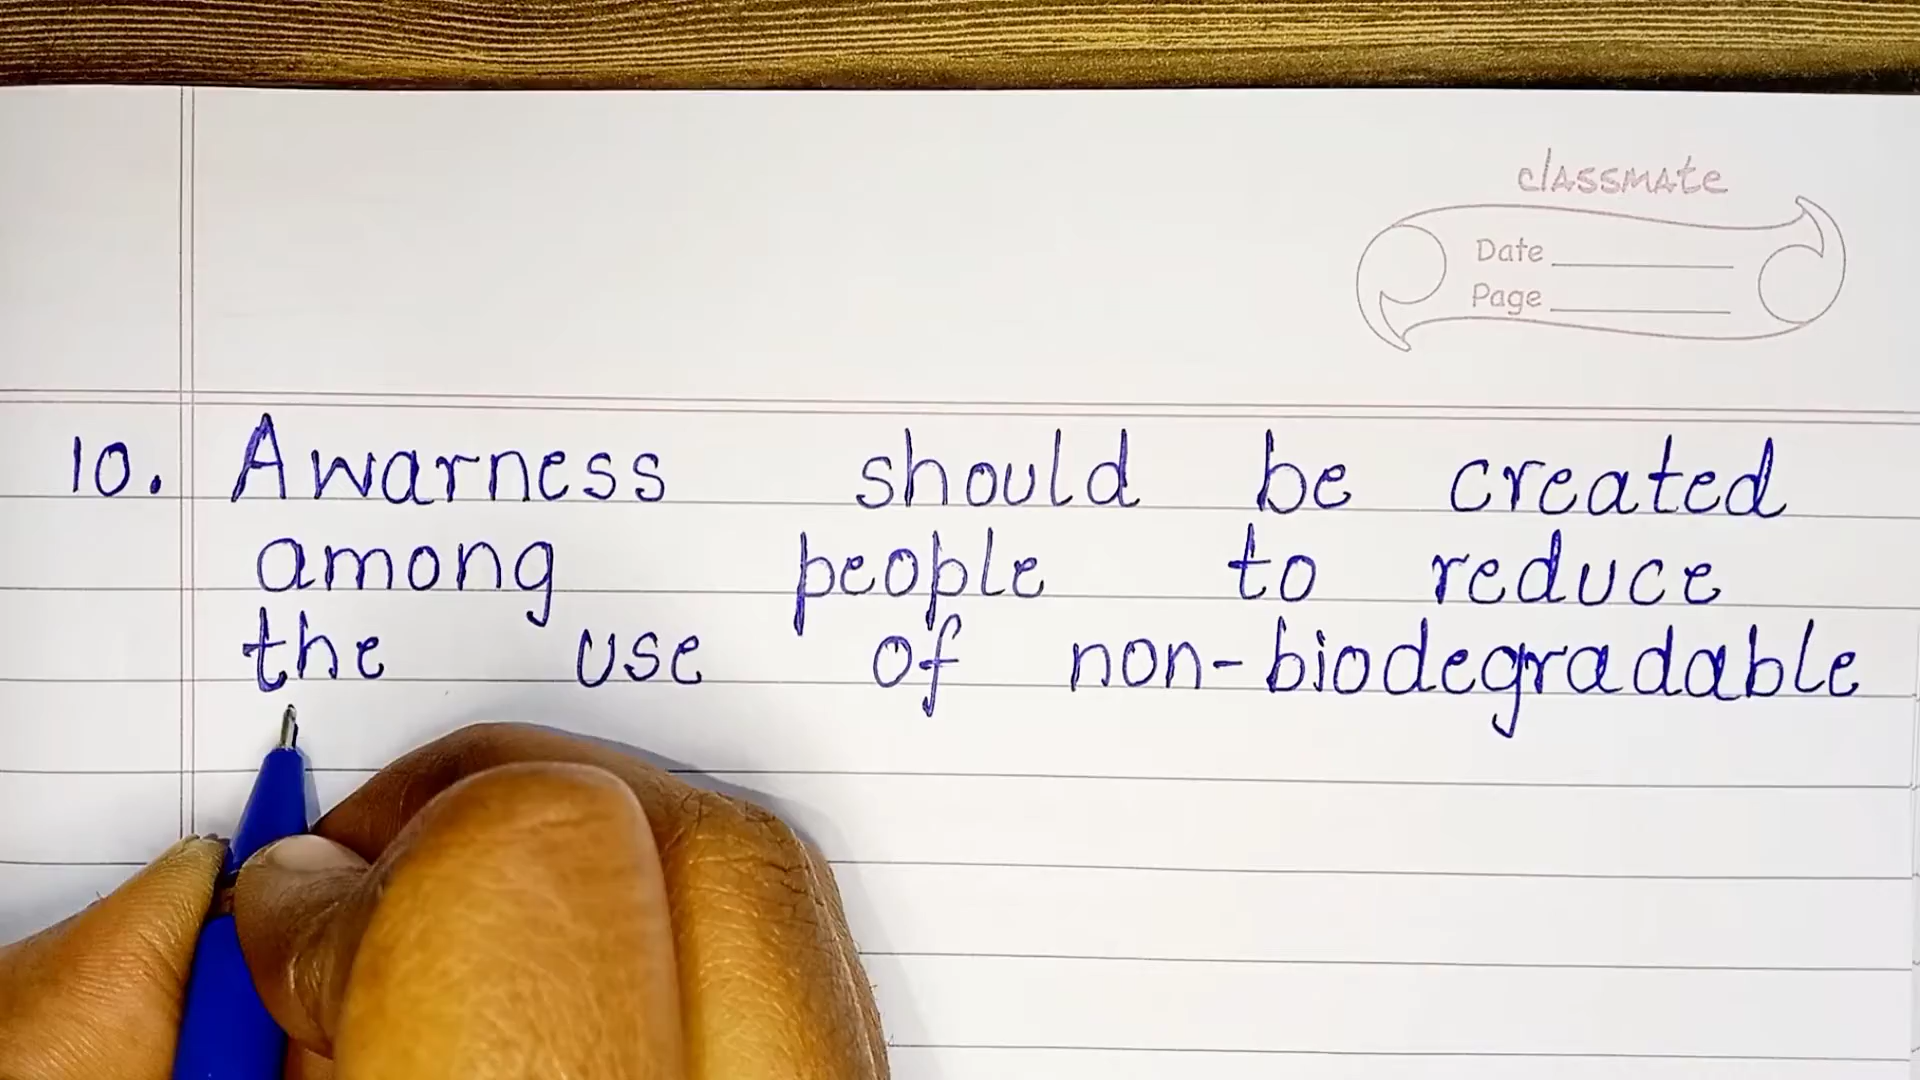 classmate
Date
Page
10. Awarness should be created
among people to reduce
the use of non-biodegradable